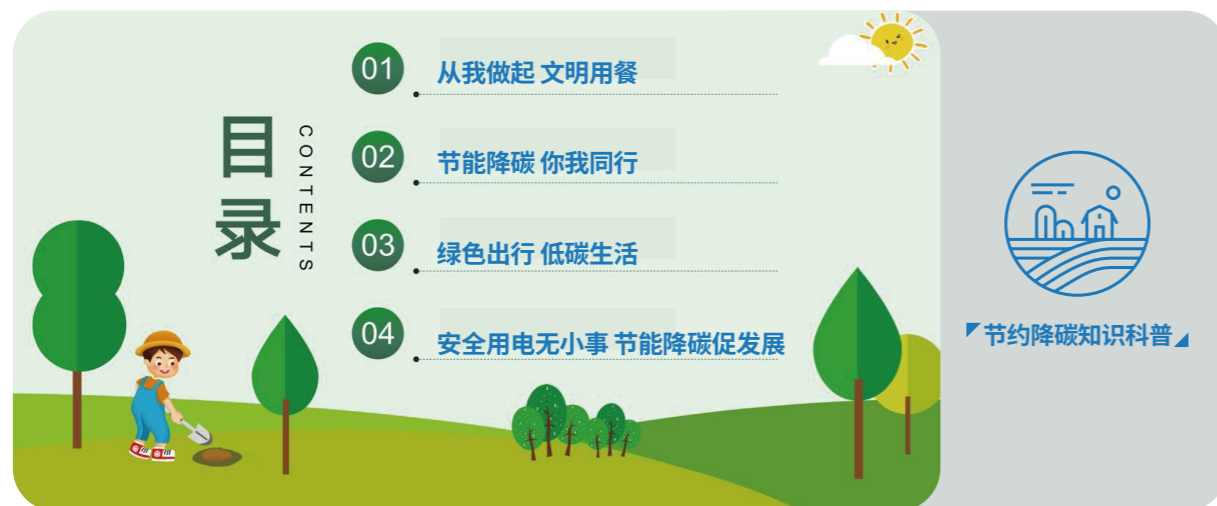 目录
CONTENTS
01
从我做起 文明用餐
02
节能降碳 你我同行
03
绿色出行 低碳生活
04
安全用电无小事 节能降碳促发展
节约降碳知识科普